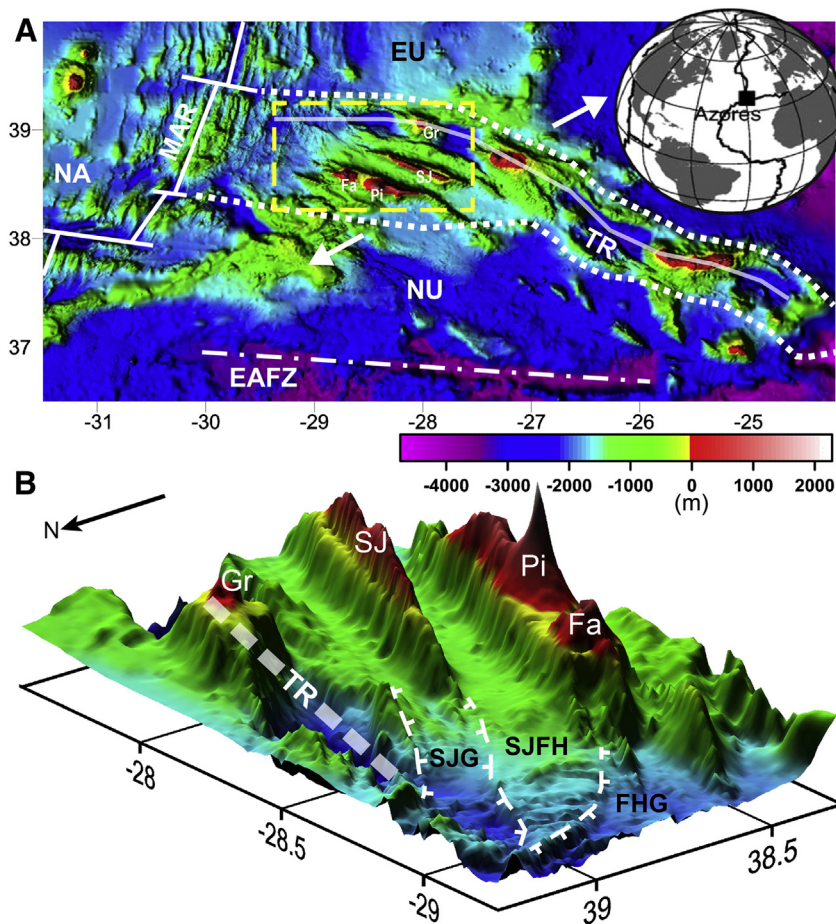 A
EU
Azores
MAR
39
Gr
NA
SJ
Fa
Pi
38
TR
NU
37
EAFZ
-31
-30
-29
-28
-27
-26
-25
-4000
-3000
-2000
-1000
0
1000
2000
(m)
B
N
SJ
Pi
Gr
Fa
TR
SJG
SJFH
FHG
-28
-28.5
-29
39
38.5